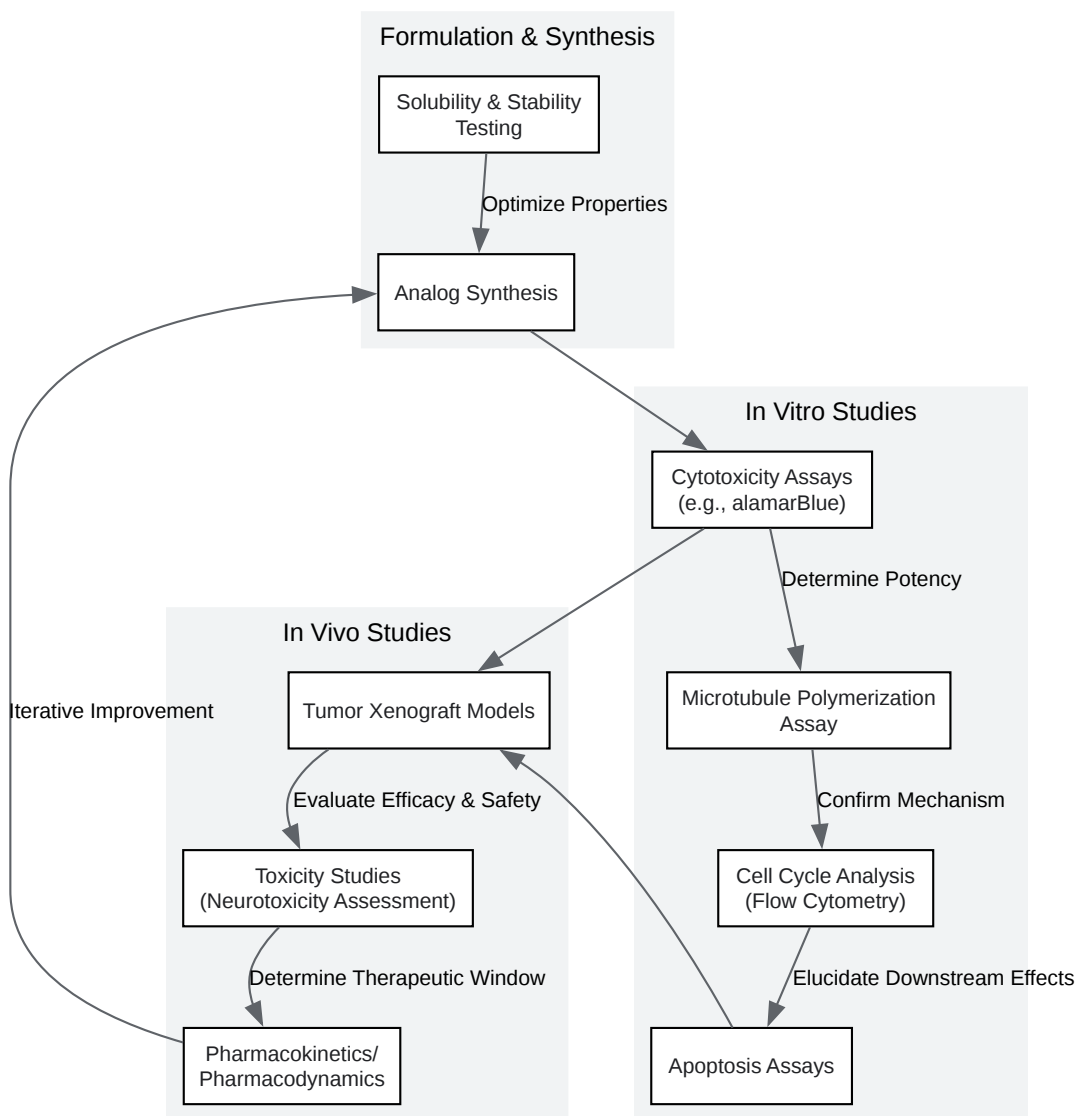 Formulation & Synthesis
Solubility & Stability
Testing
Optimize Properties
Analog Synthesis
In Vitro Studies
Cytotoxicity Assays
(e.g., alamarBlue)
Determine Potency
In Vivo Studies
Tumor Xenograft Models
Microtubule Polymerization
Assay
Iterative Improvement
Evaluate Efficacy & Safety
Confirm Mechanism
Toxicity Studies
(Neurotoxicity Assessment)
Cell Cycle Analysis
(Flow Cytometry)
Determine Therapeutic Window
Elucidate Downstream Effects
Pharmacokinetics/
Pharmacodynamics
Apoptosis Assays